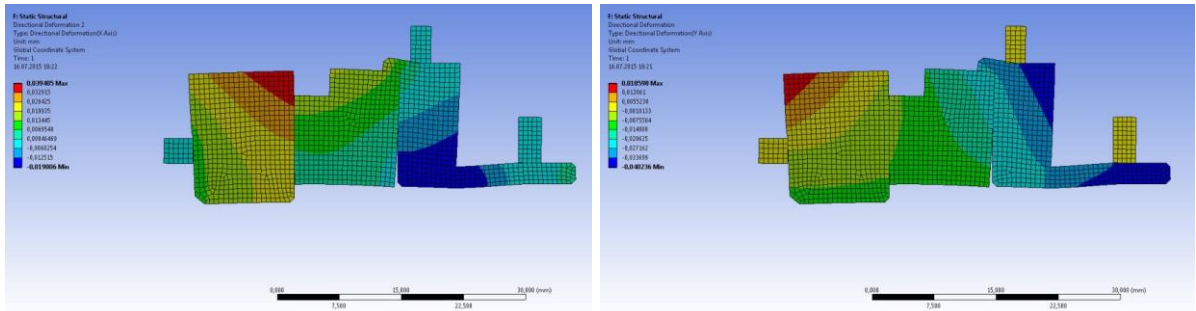 F: Static Structural
Directional Deformation 2
Type: Directional Deformation(X Axis)
Unit: mm
Global Coordinate System
Time: 1
16.07.2015 16:22
0,039405 Max
0,032915
0,026425
0,019935
0,013445
0,0069548
0,00046469
-0,0060254
-0,012515
-0,019006 Min
0,000
15,000
30,000 (mm)
7,500
22,500
F: Static Structural
Directional Deformation
Type: Directional Deformation(Y Axis)
Unit: mm
Global Coordinate System
Time: 1
16.07.2015 16:21
0,018598 Max
0,012061
0,0055238
-0,0010133
-0,0075504
-0,014088
-0,020625
-0,027162
-0,033699
-0,040236 Min
0,000
15,000
30,000 (mm)
7,500
22,500